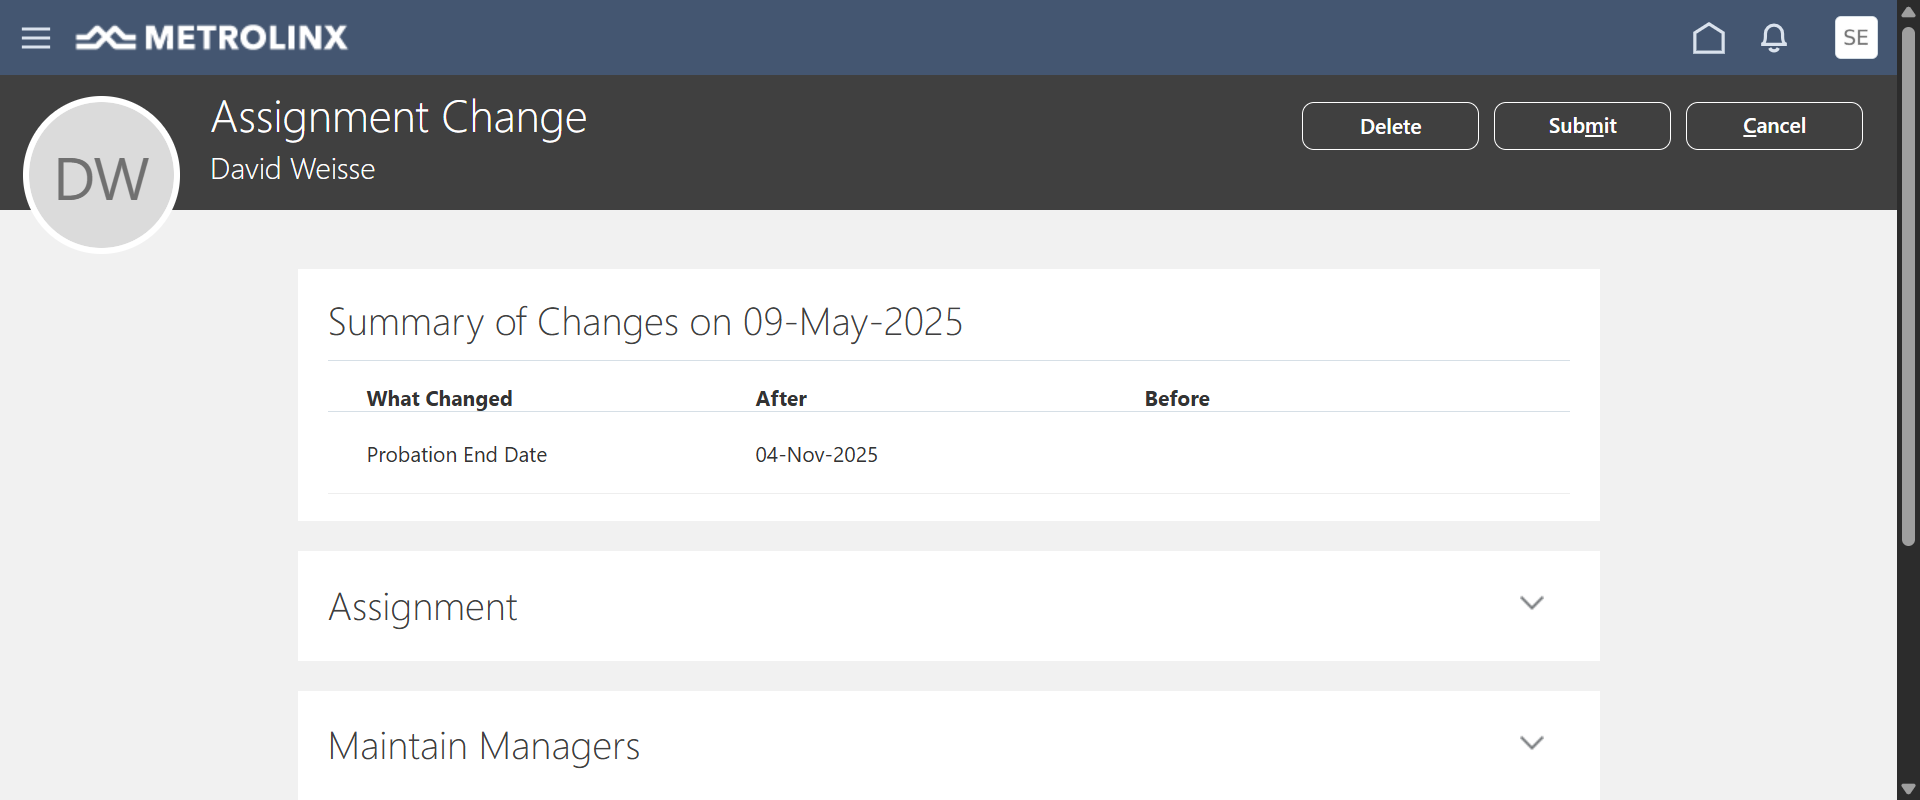 METROLINX
SE
DW
Assignment Change
David Weisse
Delete
Submit
Cancel
Summary of Changes on 09-May-2025
What Changed After Before
Probation End Date 04-Nov-2025
Assignment
Maintain Managers